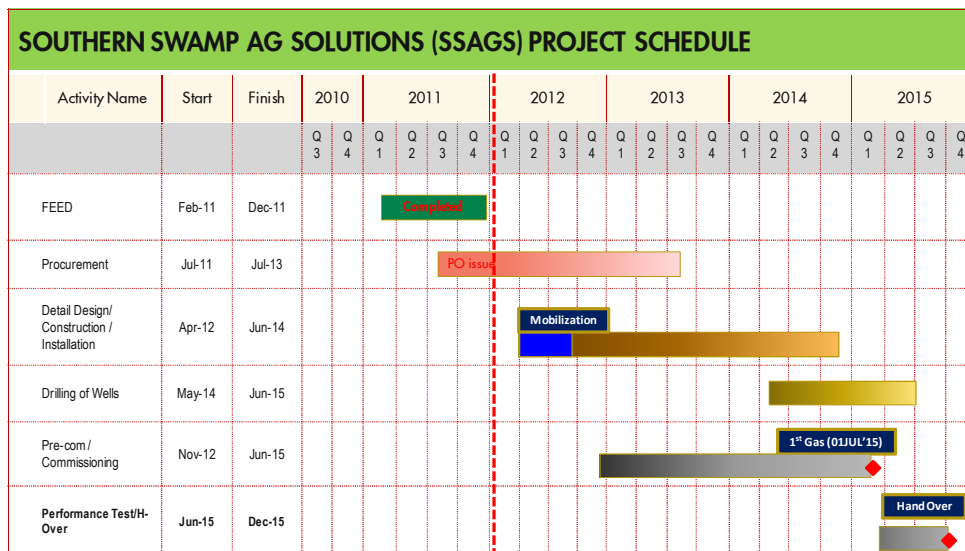 SOUTHERN SWAMP AG SOLUTIONS (SSAGS) PROJECT SCHEDULE
Activity Name Start Finish 2010 2011 2012 2013 2014 2015
Q Q Q Q Q Q Q Q Q Q Q Q Q Q Q Q Q Q Q Q Q Q
3 4 1 2 3 4 1 2 3 4 1 2 3 4 1 2 3 4 1 2 3 4
FEED Feb-11 Dec-11 Completed
Procurement Jul-11 Jul-13 PO issue
Detail Design/
Construction /
Installation
Apr-12 Jun-14
Mobilization
Drilling of Wells May-14 Jun-15
Pre-com /
Commissioning
Nov-12 Jun-15
1st Gas (01JUL'15)
Performance Test/H-
Over
Jun-15 Dec-15
Hand Over